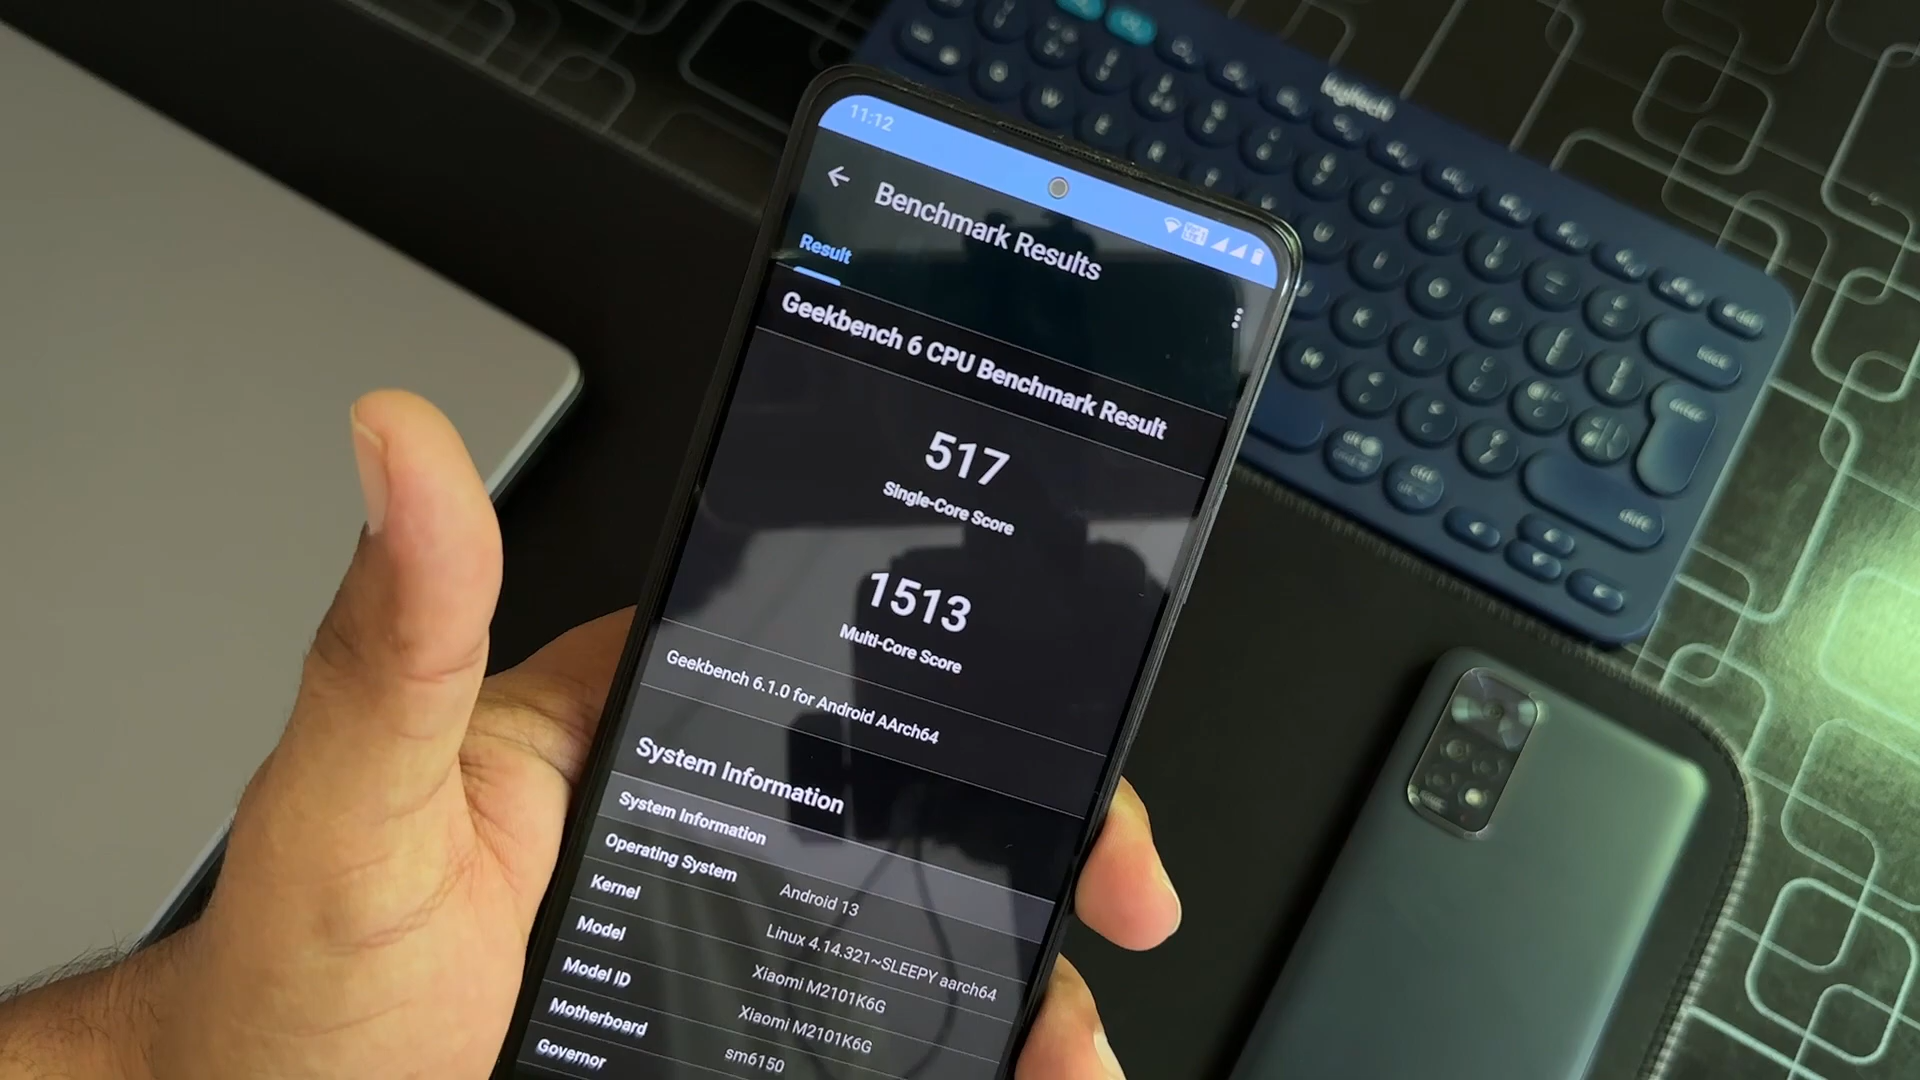 11:12
Benchmark Results
Result
Geekbench 6 CPU Benchmark Result
517
Single-Core Score
1513
Multi-Core Score
Geekbench 6.1.0 for Android AArch64
System Information
System Information
Operating System Android 13
Kernel Linux 4.14.321~SLEEPY aarch64
Model Xiaomi M2101K6G
Model ID Xiaomi M2101K6G
Motherboard sm6150
Governor
logitech
enter
shift